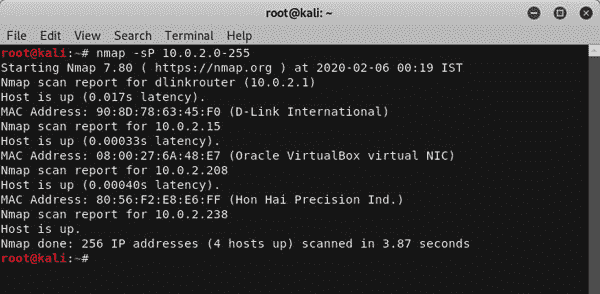 root@kali: ~
File Edit View Search Terminal Help
root@kali:~# nmap -sP 10.0.2.0-255
Starting Nmap 7.80 ( https://nmap.org ) at 2020-02-06 00:19 IST
Nmap scan report for dlinkrouter (10.0.2.1)
Host is up (0.017s latency).
MAC Address: 90:8D:78:63:45:F0 (D-Link International)
Nmap scan report for 10.0.2.15
Host is up (0.00033s latency).
MAC Address: 08:00:27:6A:48:E7 (Oracle VirtualBox virtual NIC)
Nmap scan report for 10.0.2.208
Host is up (0.00040s latency).
MAC Address: 80:56:F2:E8:E6:FF (Hon Hai Precision Ind.)
Nmap scan report for 10.0.2.238
Host is up.
Nmap done: 256 IP addresses (4 hosts up) scanned in 3.87 seconds
root@kali:~#